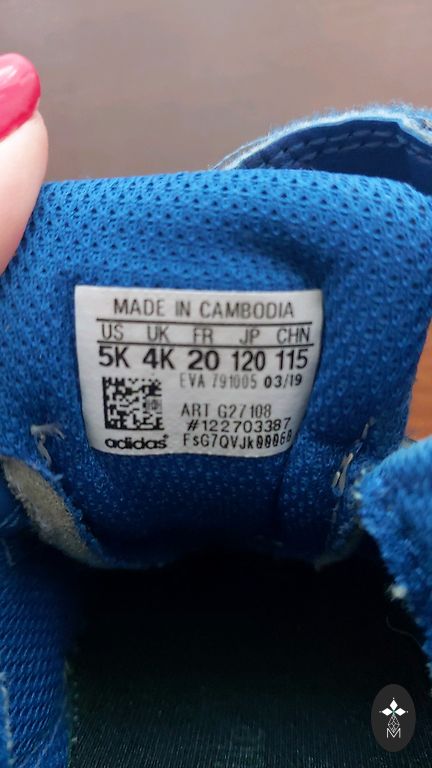 MADE IN CAMBODIA
US UK FR JP CHN
5K 4K 20 120 115
EVA 791005 03/19
ART G27108
#122703387
adidas FsG7QVJk00060
M